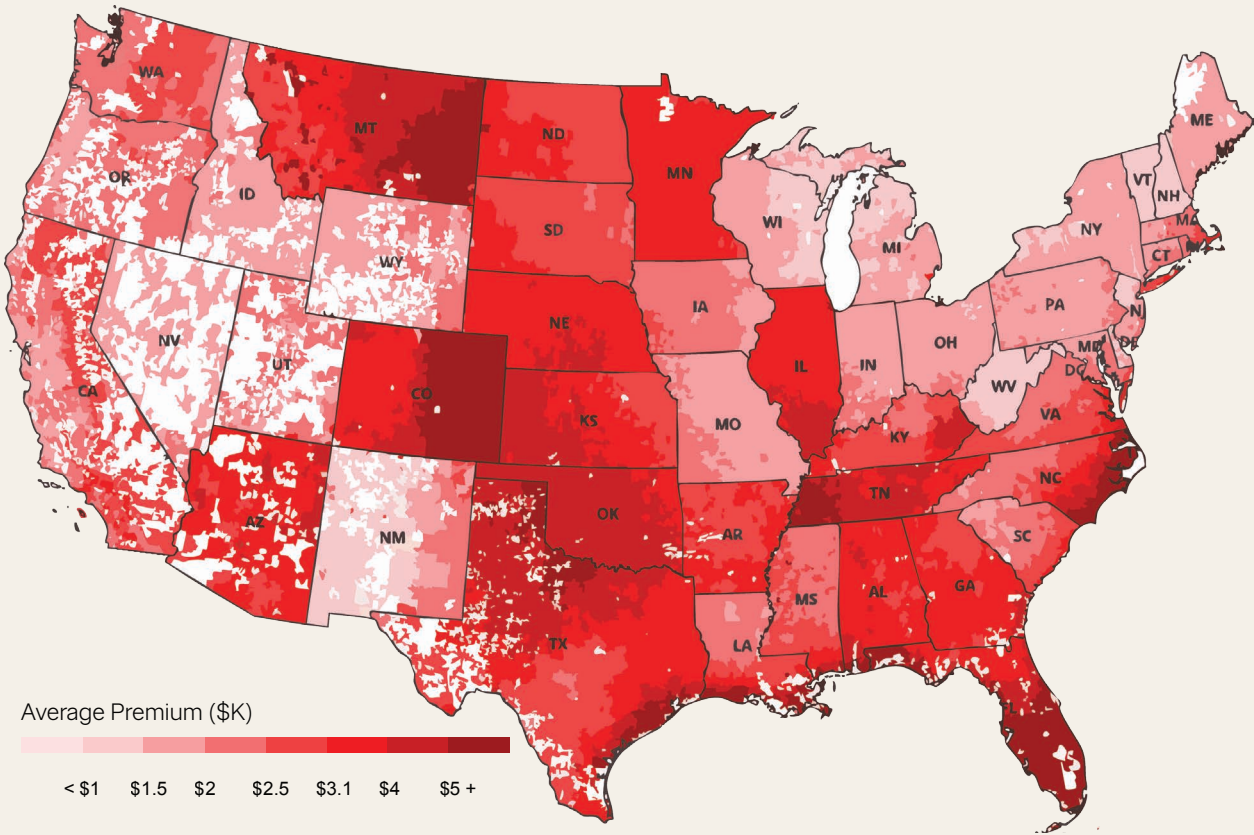 WA
MT
ND
MN
ME
OR
ID
VT
NH
SD
WI
NY
MA
WY
MI
CT
IA
PA
NE
NV
IL
IN
OH
NJ
UT
CO
MD
DE
CA
KS
MO
WV
DC
VA
KY
AZ
NM
OK
TN
NC
AR
SC
MS
AL
GA
TX
LA
FL
Average Premium ($K)
< $1 $1.5 $2 $2.5 $3.1 $4 $5 +